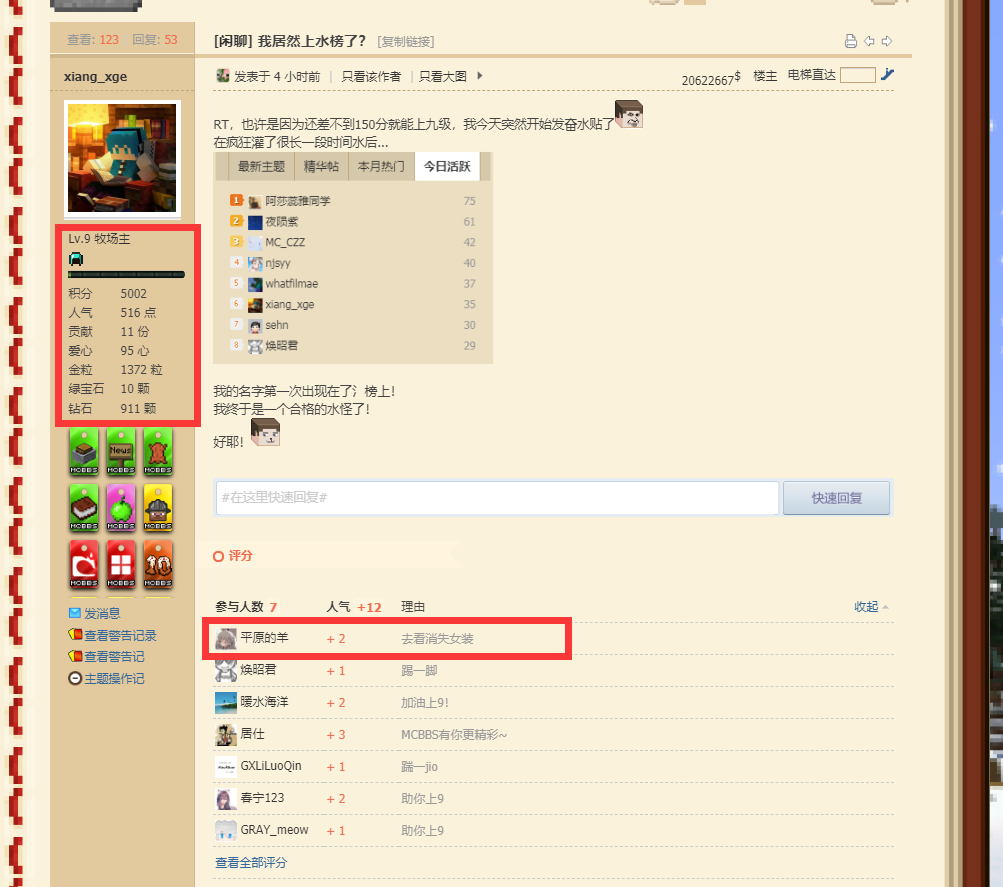 查看: 123 回复: 53
[闲聊] 我居然上水榜了？ [复制链接]
xiang_xge
发表于 4 小时前 | 只看该作者 | 只看大图
20622667$ 楼主 电梯直达
RT，也许是因为还差不到150分就能上九级，我今天突然开始发奋水贴了
在疯狂灌了很长一段时间水后...
最新主题 精华帖 本月热门 今日活跃
1 阿莎蕊雅同学 75
2 夜陨紫 61
3 MC_CZZ 42
4 njsyy 40
5 whatfilmae 37
6 xiang_xge 35
7 sehn 30
8 焕昭君 29
Lv.9 牧场主
积分 5002
人气 516 点
贡献 11 份
爱心 95 心
金粒 1372 粒
绿宝石 10 颗
钻石 911 颗
我的名字第一次出现在了氵榜上！
我终于是一个合格的水怪了！
好耶！
MCBBS News MCBBS MCBBS
MCBBS MCBBS MCBBS
MCBBS MCBBS 10 MCBBS
#在这里快速回复# 快速回复
评分
发消息
查看警告记录
查看警告记
主题操作记
参与人数 7 人气 +12 理由 收起
平原的羊 + 2 去看消失女装
焕昭君 + 1 踢一脚
暖水海洋 + 2 加油上9!
居仕 + 3 MCBBS有你更精彩~
GXLiLuoQin + 1 踹一jio
春宁123 + 2 助你上9
GRAY_meow + 1 助你上9
查看全部评分